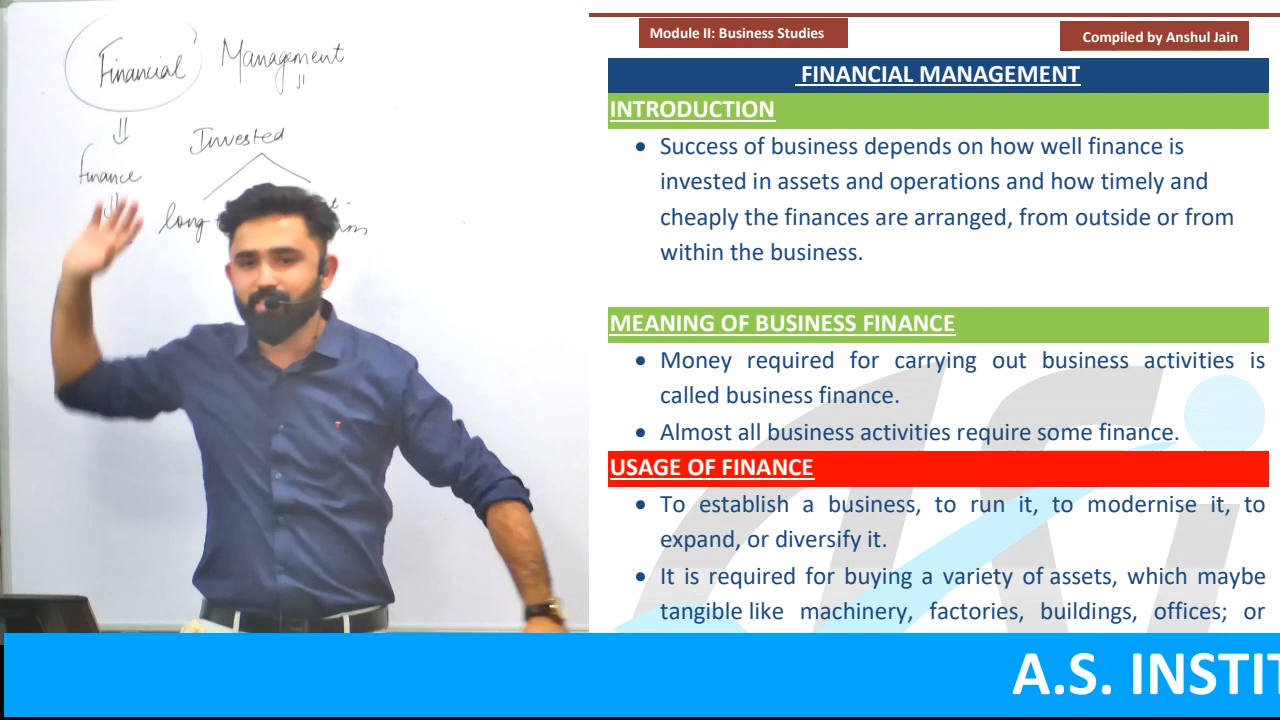 Financial Management
Invested
Finance
long
Module II: Business Studies
Compiled by Anshul Jain
FINANCIAL MANAGEMENT
INTRODUCTION
• Success of business depends on how well finance is
invested in assets and operations and how timely and
cheaply the finances are arranged, from outside or from
within the business.
MEANING OF BUSINESS FINANCE
• Money required for carrying out business activities is
called business finance.
• Almost all business activities require some finance.
USAGE OF FINANCE
• To establish a business, to run it, to modernise it, to
expand, or diversify it.
• It is required for buying a variety of assets, which maybe
tangible like machinery, factories, buildings, offices; or
A.S. INSTIT